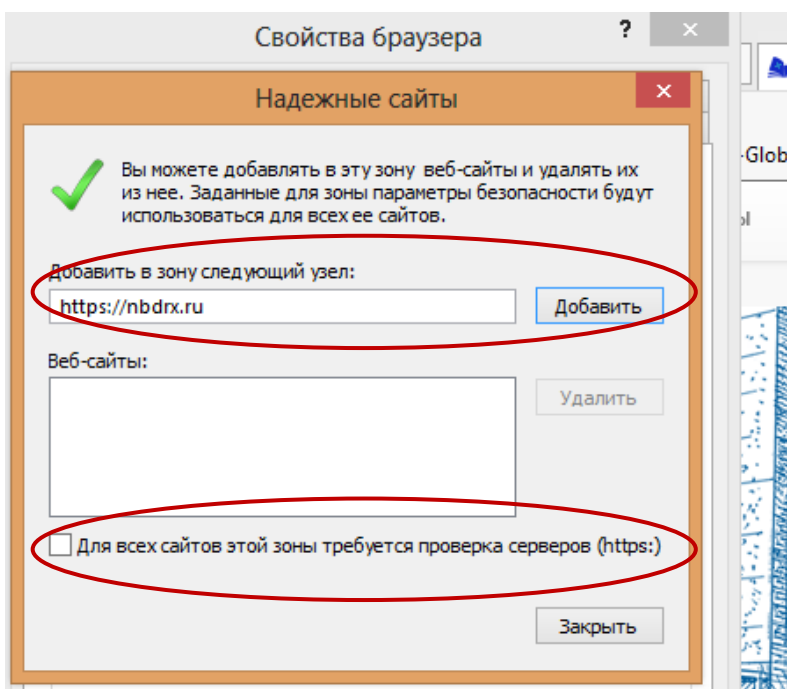 Свойства браузера
?
Надежные сайты
Вы можете добавлять в эту зону веб-сайты и удалять их
из нее. Заданные для зоны параметры безопасности будут
использоваться для всех ее сайтов.
Добавить в зону следующий узел:
https://nbdrx.ru
Добавить
Веб-сайты:
Удалить
Для всех сайтов этой зоны требуется проверка серверов (https:)
Закрыть
-Glob
ы